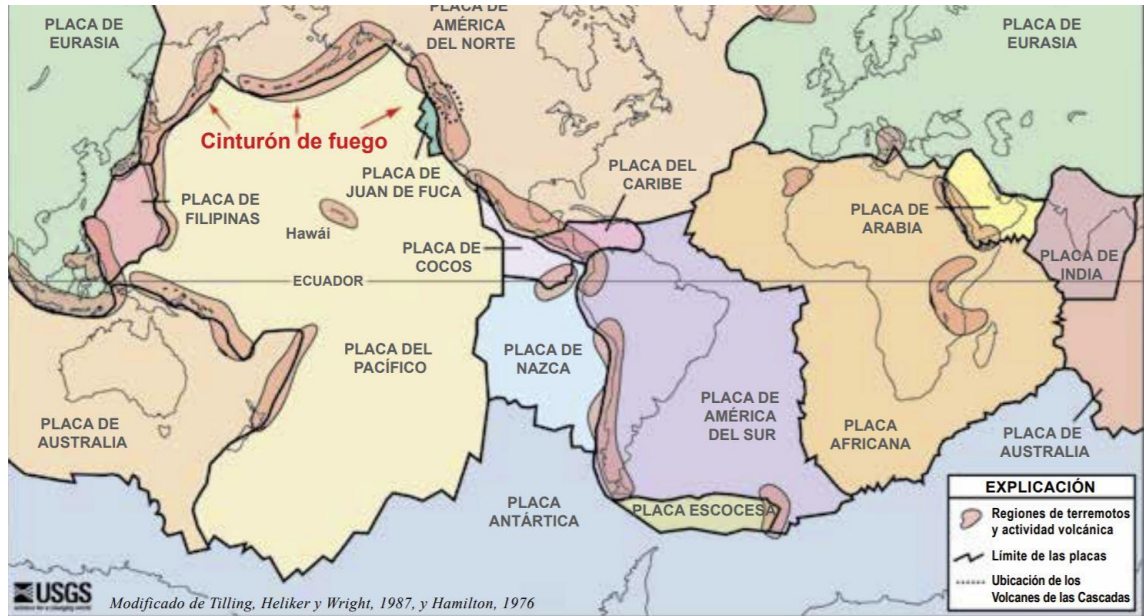 PLACA DE
EURASIA
PLACA DE
AMÉRICA
DEL NORTE
PLACA DE
EURASIA
Cinturón de fuego
PLACA DE
JUAN DE FUCA
PLACA DEL
CARIBE
PLACA DE
FILIPINAS
Hawái
PLACA DE
COCOS
PLACA DE
ARABIA
PLACA DE
INDIA
ECUADOR
PLACA DEL
PACÍFICO
PLACA DE
NAZCA
PLACA DE
AMÉRICA
DEL SUR
PLACA
AFRICANA
PLACA DE
AUSTRALIA
PLACA DE
AUSTRALIA
PLACA
ANTÁRTICA
PLACA ESCOCESA
EXPLICACIÓN
Regiones de terremotos
y actividad volcánica
Límite de las placas
Ubicación de los
Volcanes de las Cascadas
USGS
science for a changing world
Modificado de Tilling, Heliker y Wright, 1987, y Hamilton, 1976